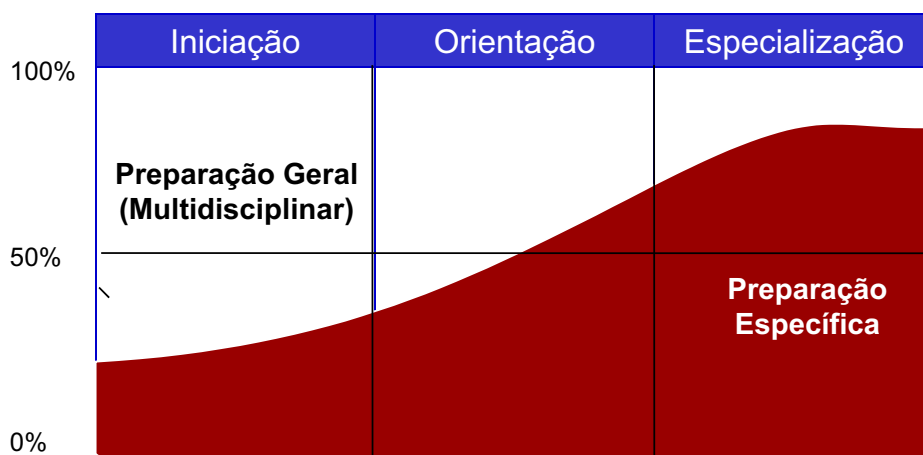 Iniciação
Orientação
Especialização
100%
Preparação Geral
(Multidisciplinar)
50%
Preparação
Específica
0%